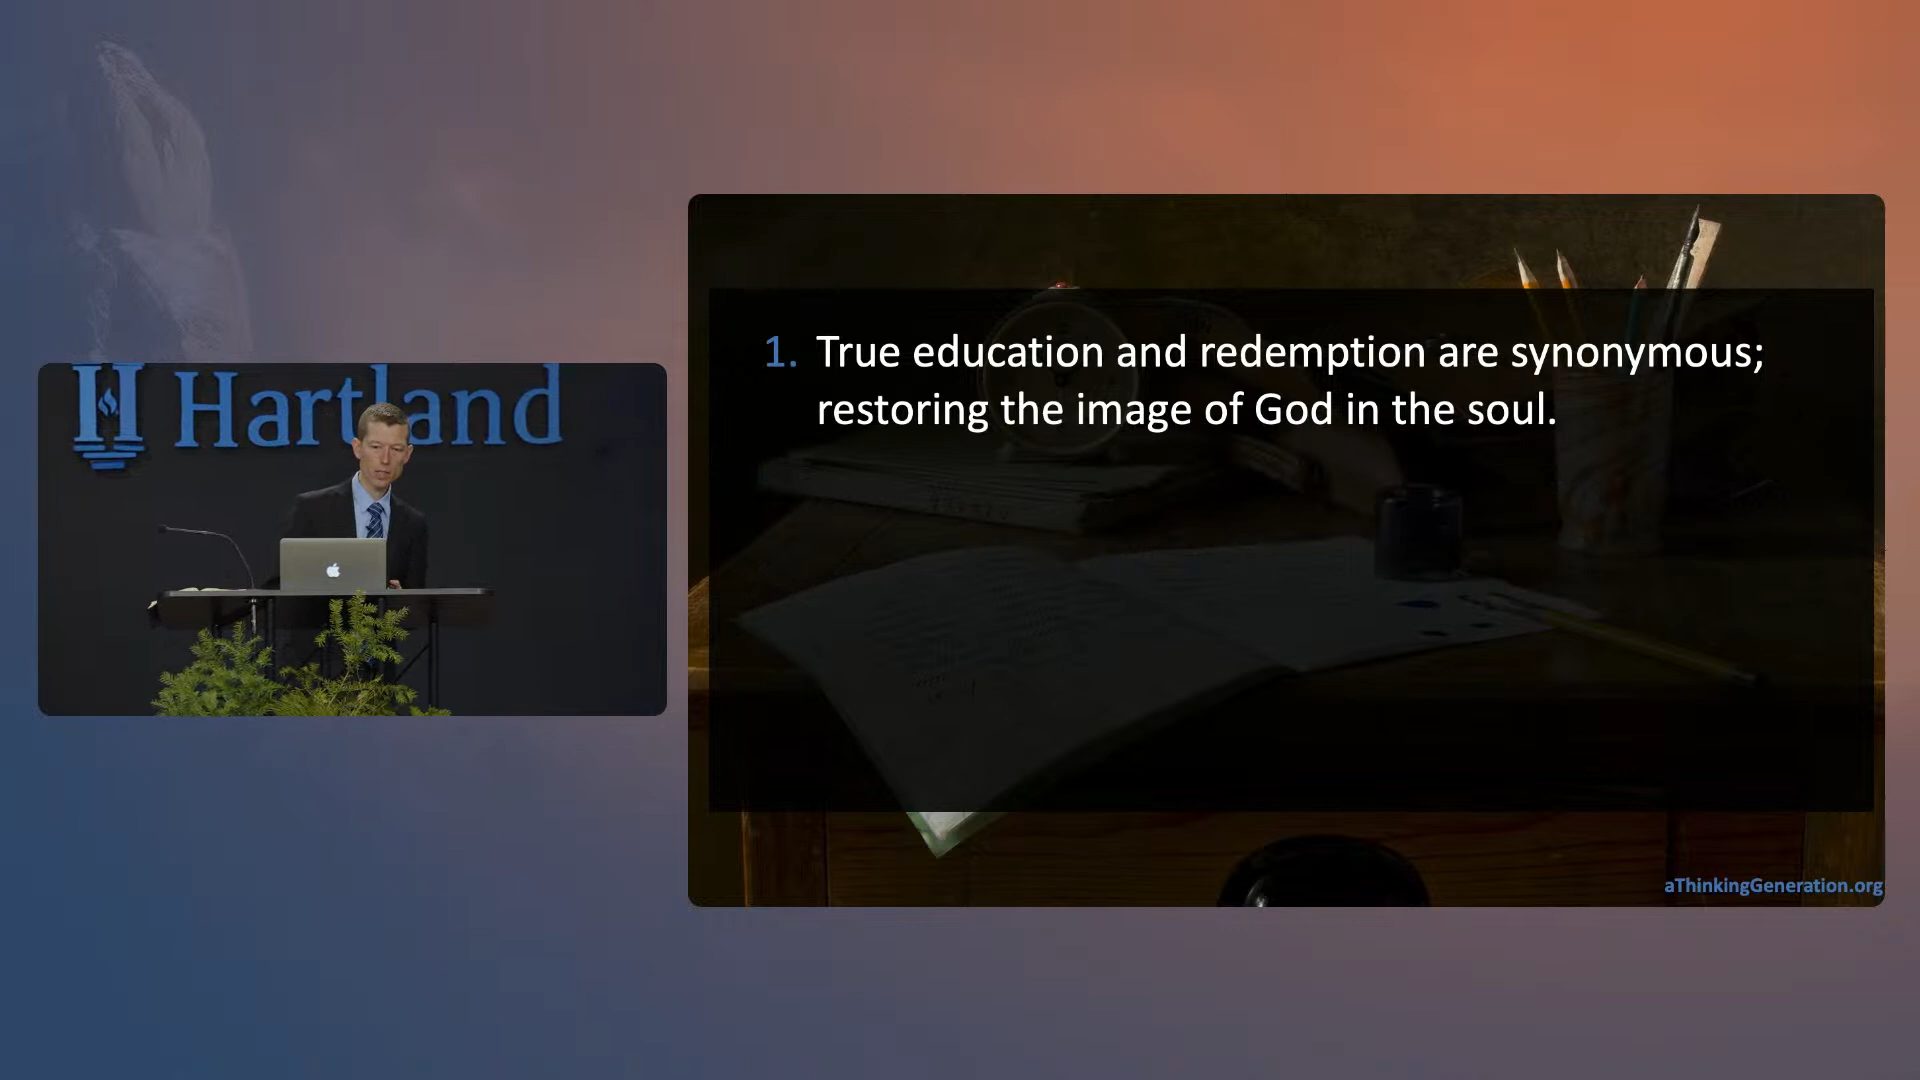 Hartland
1. True education and redemption are synonymous;
restoring the image of God in the soul.
aThinkingGeneration.org